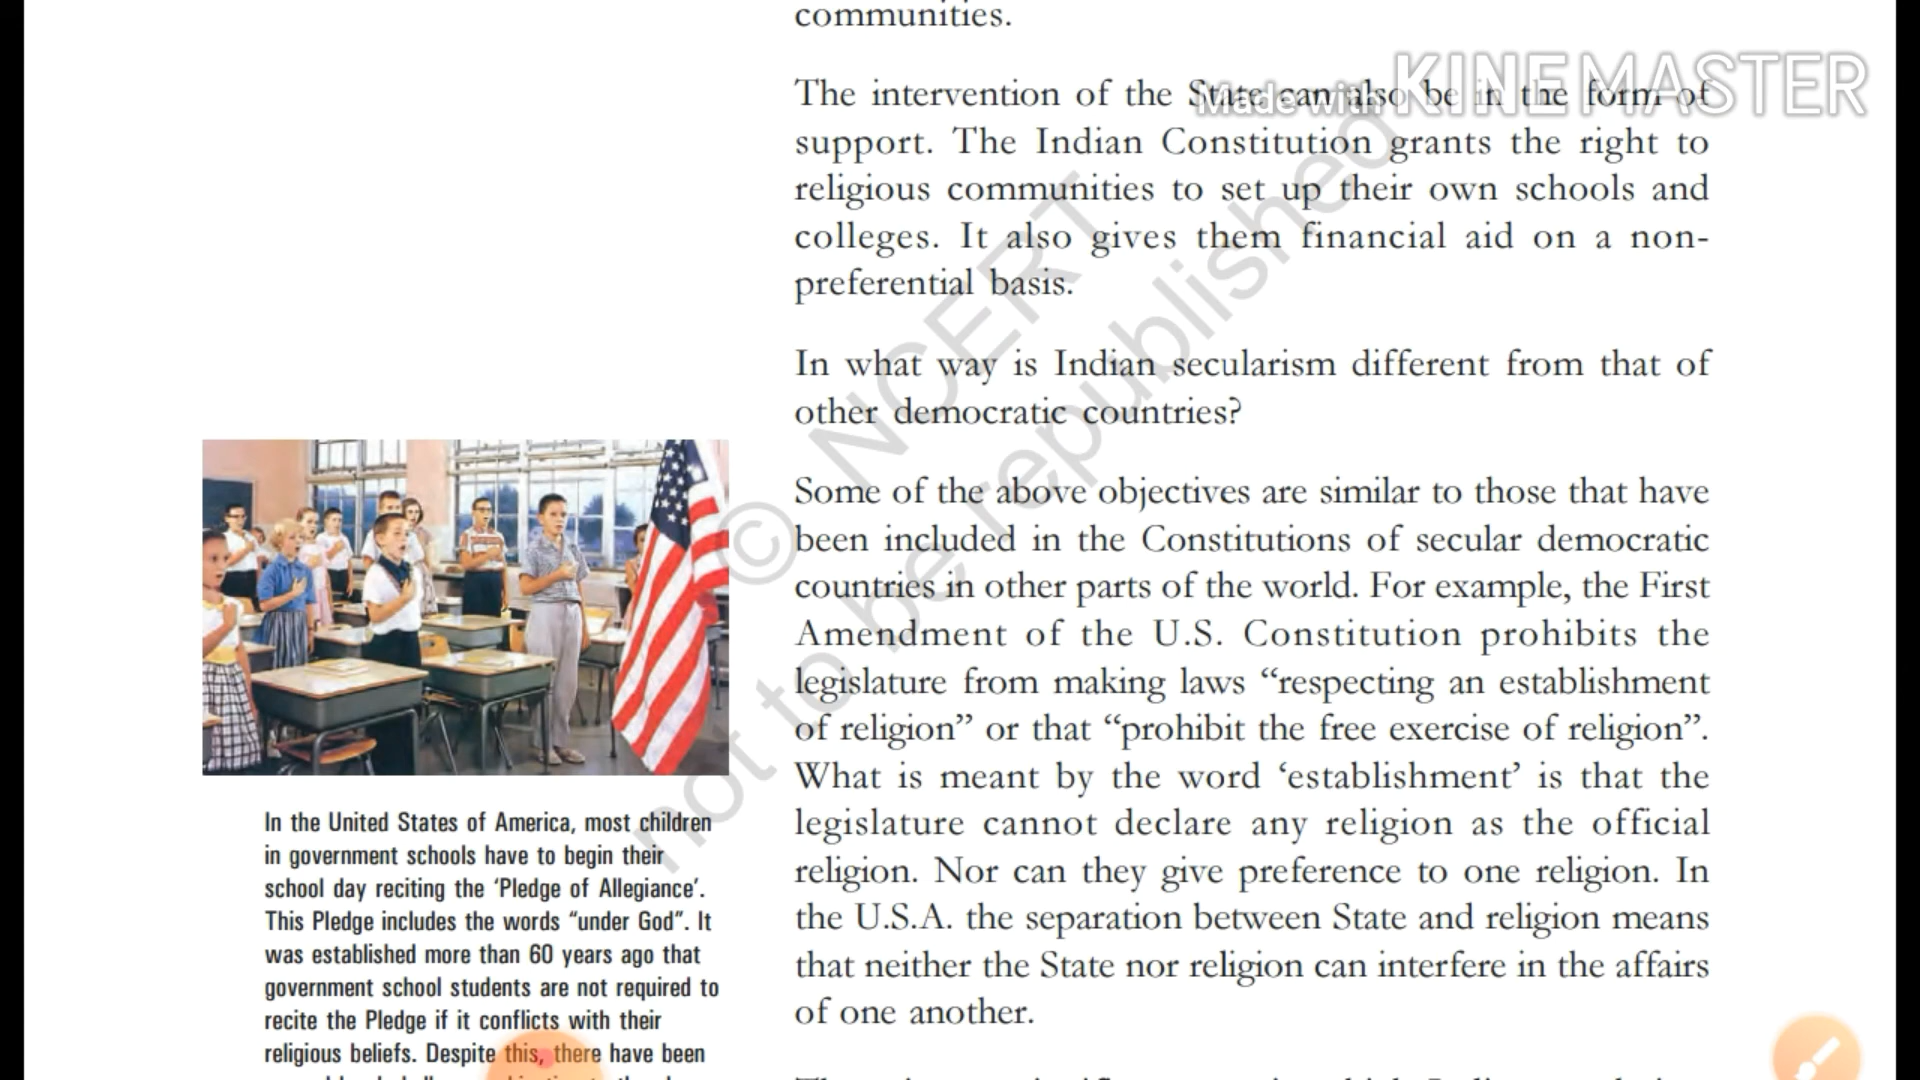 communities.
Made with KINEMASTER
The intervention of the State can also be in the form of
support. The Indian Constitution grants the right to
religious communities to set up their own schools and
colleges. It also gives them financial aid on a non-
preferential basis.
In what way is Indian secularism different from that of
other democratic countries?
Some of the above objectives are similar to those that have
been included in the Constitutions of secular democratic
countries in other parts of the world. For example, the First
Amendment of the U.S. Constitution prohibits the
legislature from making laws “respecting an establishment
of religion” or that “prohibit the free exercise of religion”.
What is meant by the word ‘establishment’ is that the
legislature cannot declare any religion as the official
religion. Nor can they give preference to one religion. In
the U.S.A. the separation between State and religion means
that neither the State nor religion can interfere in the affairs
of one another.
© NCERT
not to be republished
In the United States of America, most children
in government schools have to begin their
school day reciting the ‘Pledge of Allegiance’.
This Pledge includes the words “under God”. It
was established more than 60 years ago that
government school students are not required to
recite the Pledge if it conflicts with their
religious beliefs. Despite this, there have been